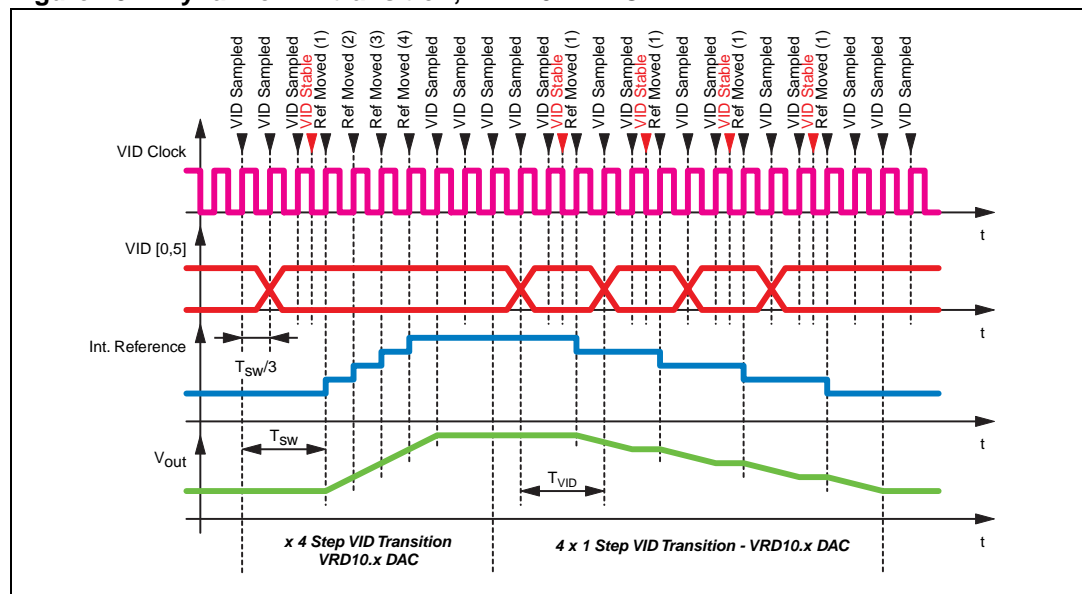 Figure
transition,
VID Sampled
VID Sampled
VID Sampled
VID Stable
Ref Moved (1)
Ref Moved (2)
Ref Moved (3)
Ref Moved (4)
VID Sampled
VID Sampled
VID Sampled
VID Sampled
VID Sampled
VID Stable
Ref Moved (1)
VID Sampled
VID Sampled
VID Stable
Ref Moved (1)
VID Sampled
VID Sampled
VID Stable
Ref Moved (1)
VID Sampled
VID Sampled
VID Stable
Ref Moved (1)
VID Sampled
VID Sampled
VID Sampled
VID Clock
t
VID [0,5]
t
Int. Reference
Tsw/3
t
Vout
Tsw
TVID
t
x 4 Step VID Transition
VRD10.x DAC
4 x 1 Step VID Transition - VRD10.x DAC